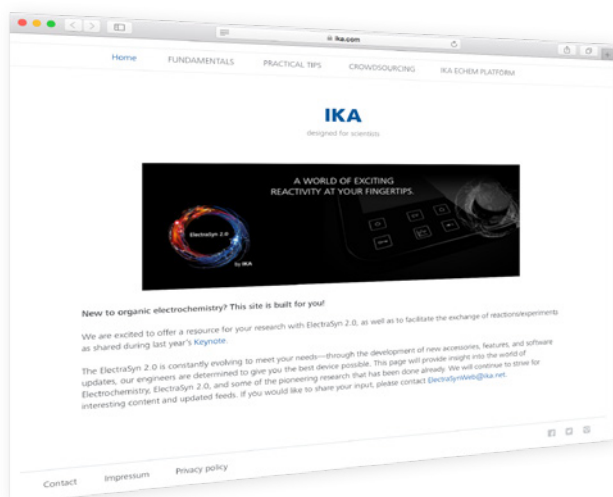 ika.com
Home FUNDAMENTALS PRACTICAL TIPS CROWDSOURCING IKA ECHEM PLATFORM
IKA
designed for scientists
A WORLD OF EXCITING
REACTIVITY AT YOUR FINGERTIPS.
ElectraSyn 2.0
by IKA
New to organic electrochemistry? This site is built for you!
We are excited to offer a resource for your research with ElectraSyn 2.0, as well as to facilitate the exchange of reactions/experiments
as shared during last year's Keynote.
The ElectraSyn 2.0 is constantly evolving to meet your needs—through the development of new accessories, features, and software
updates, our engineers are determined to give you the best device possible. This page will provide insight into the world of
Electrochemistry, ElectraSyn 2.0, and some of the pioneering research that has been done already. We will continue to strive for
interesting content and updated feeds. If you would like to share your input, please contact ElectraSynWeb@ika.net.
Contact Impressum Privacy policy